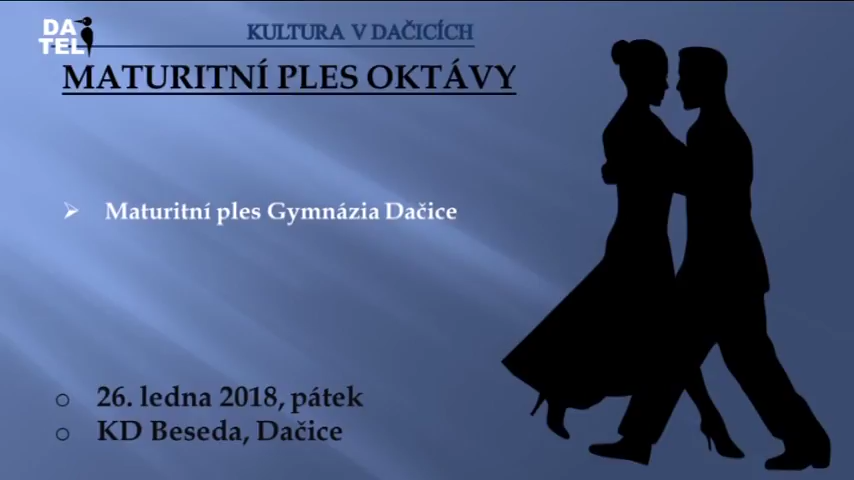 DA
TEL
KULTURA V DAČICÍCH
MATURITNÍ PLES OKTÁVY
Maturitní ples Gymnázia Dačice
26. ledna 2018, pátek
KD Beseda, Dačice